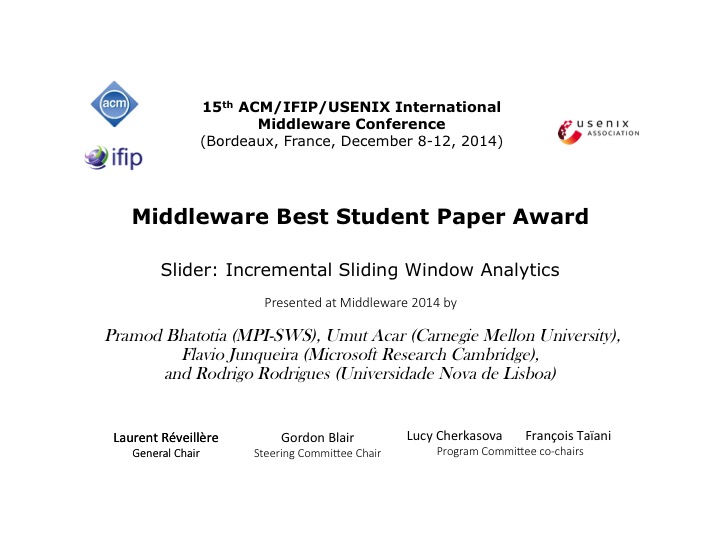 acm
ifip
15th ACM/IFIP/USENIX International
Middleware Conference
(Bordeaux, France, December 8-12, 2014)
usenix
ASSOCIATION
Middleware Best Student Paper Award
Slider: Incremental Sliding Window Analytics
Presented at Middleware 2014 by
Pramod Bhatotia (MPI-SWS), Umut Acar (Carnegie Mellon University),
Flavio Junqueira (Microsoft Research Cambridge),
and Rodrigo Rodrigues (Universidade Nova de Lisboa)
Laurent Réveillère
General Chair
Gordon Blair
Steering Committee Chair
Lucy Cherkasova François Taïani
Program Committee co-chairs